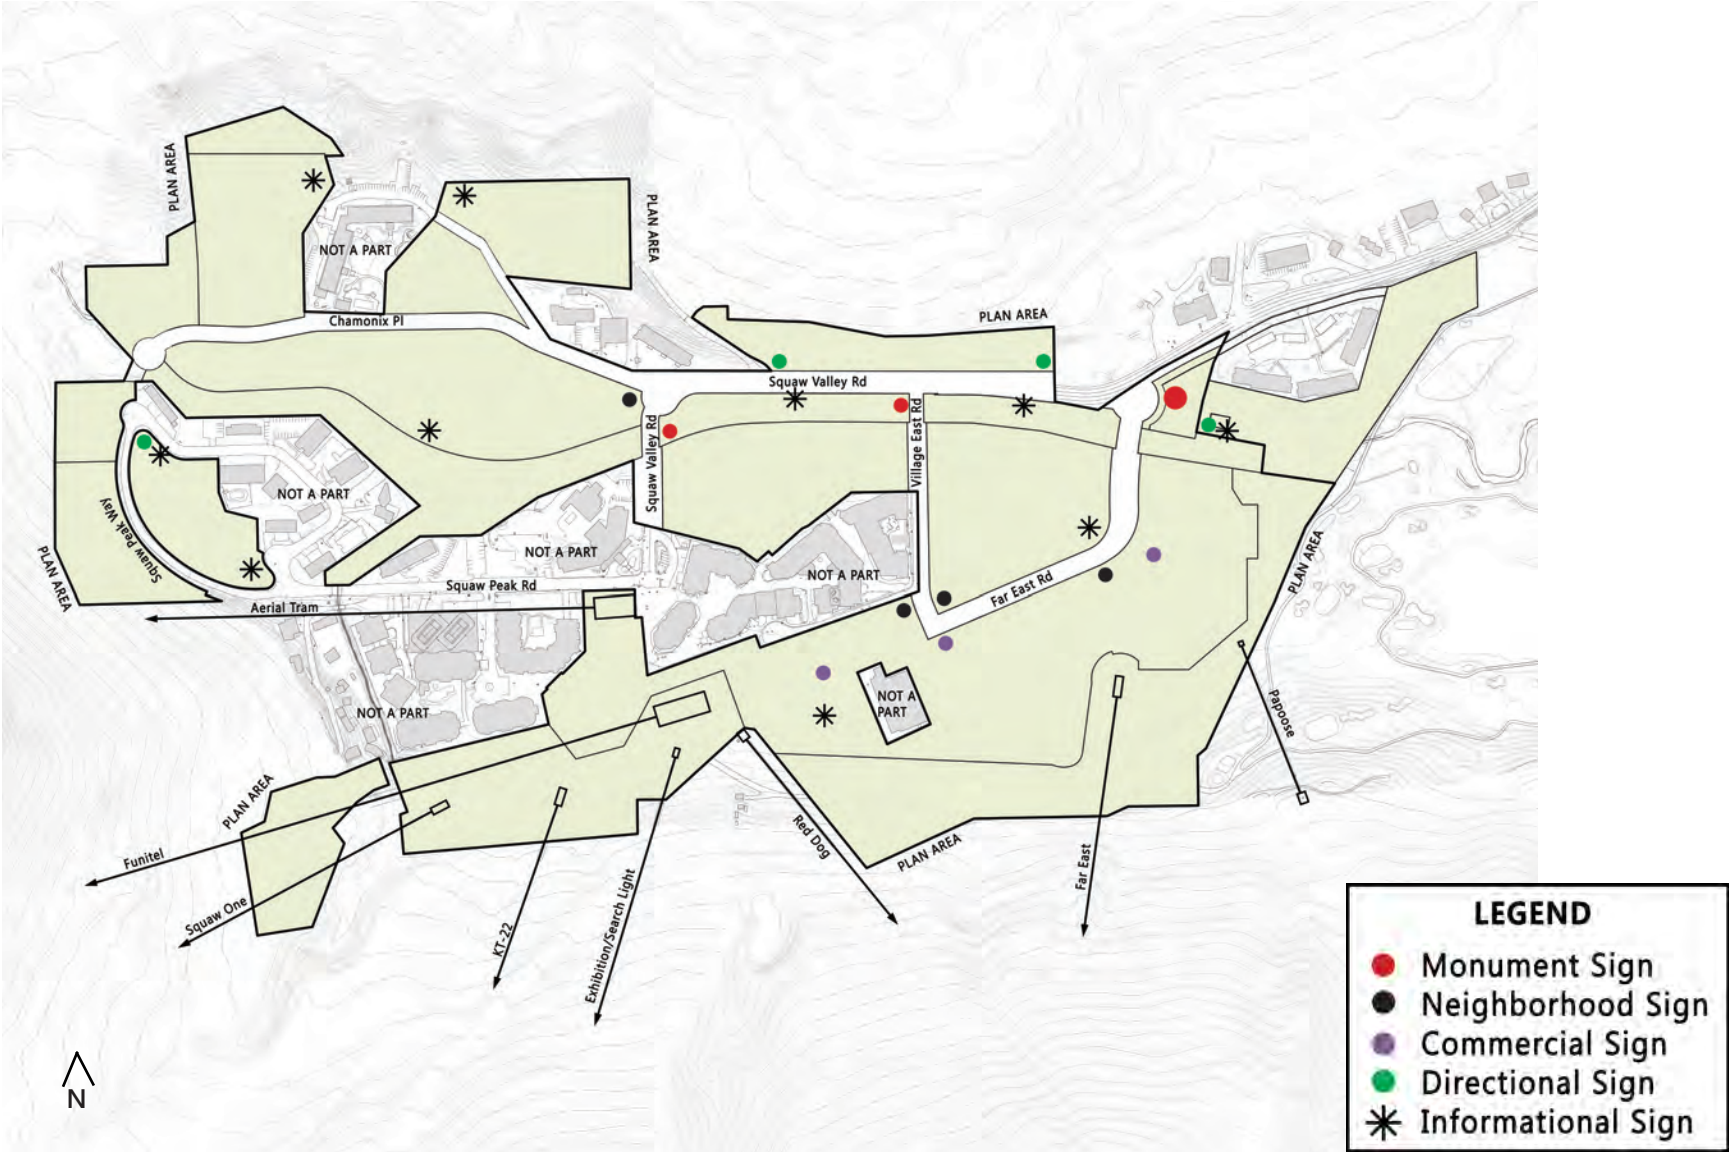 PLAN AREA
PLAN AREA
NOT A PART
Chamonix Pl
PLAN AREA
Squaw Valley Rd
Squaw Valley Rd
Village East Rd
NOT A PART
Squaw Peak Way
PLAN AREA
NOT A PART
NOT A PART
PLAN AREA
Squaw Peak Rd
Far East Rd
Aerial Tram
NOT A PART
NOT A
PART
Papoose
PLAN AREA
Funitel
Squaw One
KT-22
Exhibition/Search Light
Red Dog
PLAN AREA
Far East
N
LEGEND
Monument Sign
Neighborhood Sign
Commercial Sign
Directional Sign
Informational Sign